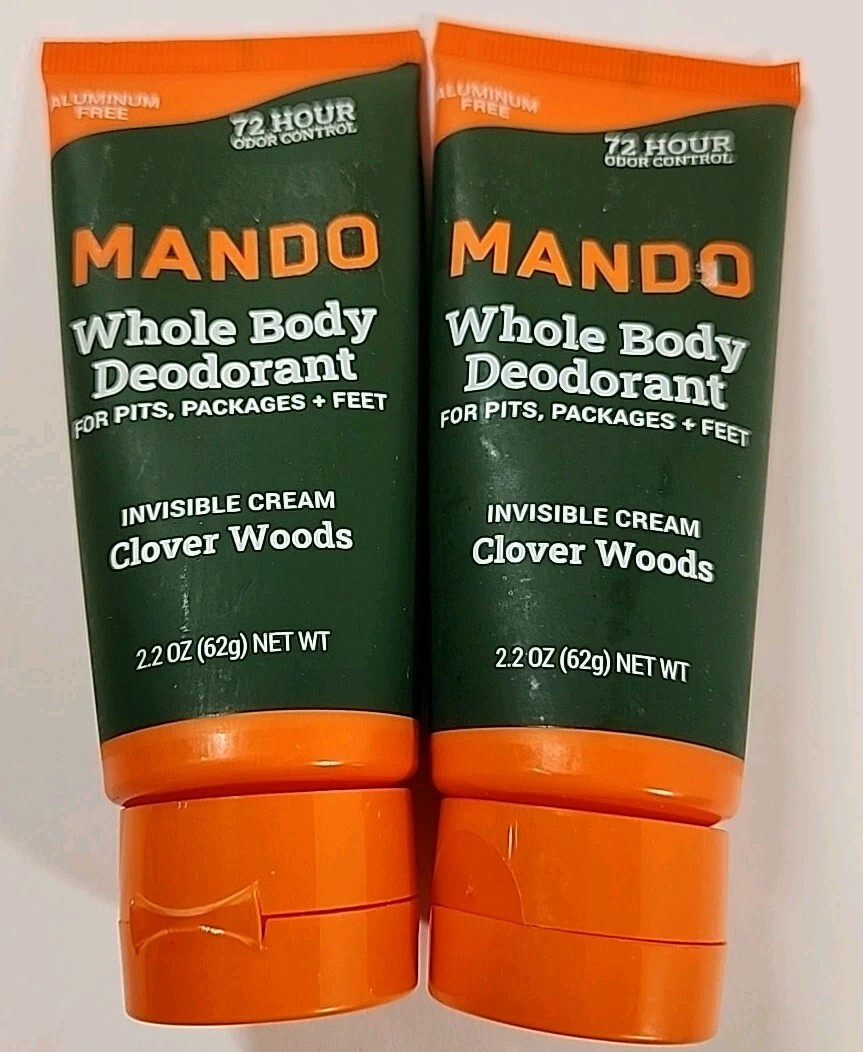 ALUMINUM
FREE
72 HOUR
ODOR CONTROL
MANDO
Whole Body
Deodorant
FOR PITS, PACKAGES + FEET
INVISIBLE CREAM
Clover Woods
2.2 OZ (62g) NET WT
ALUMINUM
FREE
72 HOUR
ODOR CONTROL
MANDO
Whole Body
Deodorant
FOR PITS, PACKAGES + FEET
INVISIBLE CREAM
Clover Woods
2.2 OZ (62g) NET WT